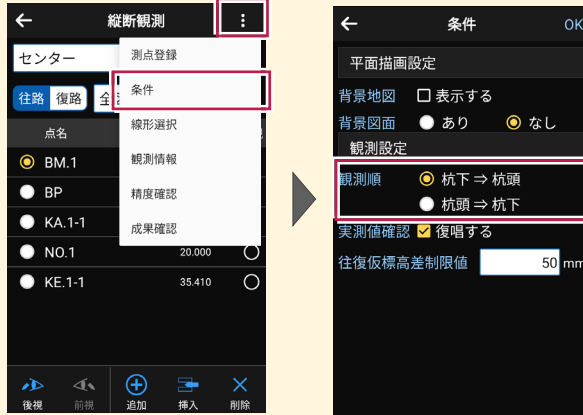 縦断観測
センター
測点登録
往路 復路 全
条件
線形選択
点名
観測情報
BM.1
BP
精度確認
KA.1-1
成果確認
NO.1 20.000
KE.1-1 35.410
後視 前視 追加 挿入 削除
条件 OK
平面描画設定
背景地図 表示する
背景図面 あり なし
観測設定
観測順 杭下⇒杭頭
杭頭⇒杭下
実測値確認 復唱する
往復仮標高差制限値 50 mm